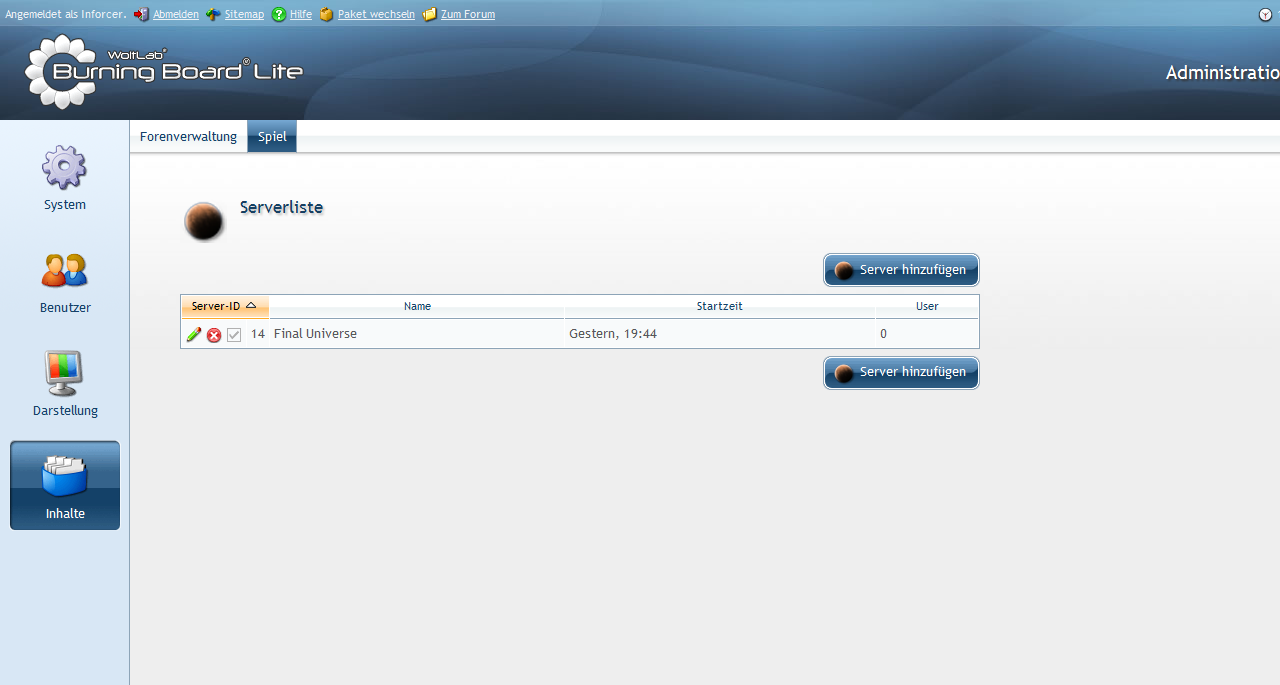 Angemeldet als Inforcer. Abmelden Sitemap Hilfe Paket wechseln Zum Forum
WoltLab®
Burning Board® Lite
Administratio
Forenverwaltung Spiel
System
Benutzer
Darstellung
Inhalte
Serverliste
Server hinzufügen
Server-ID Name Startzeit User
14 Final Universe Gestern, 19:44 0
Server hinzufügen